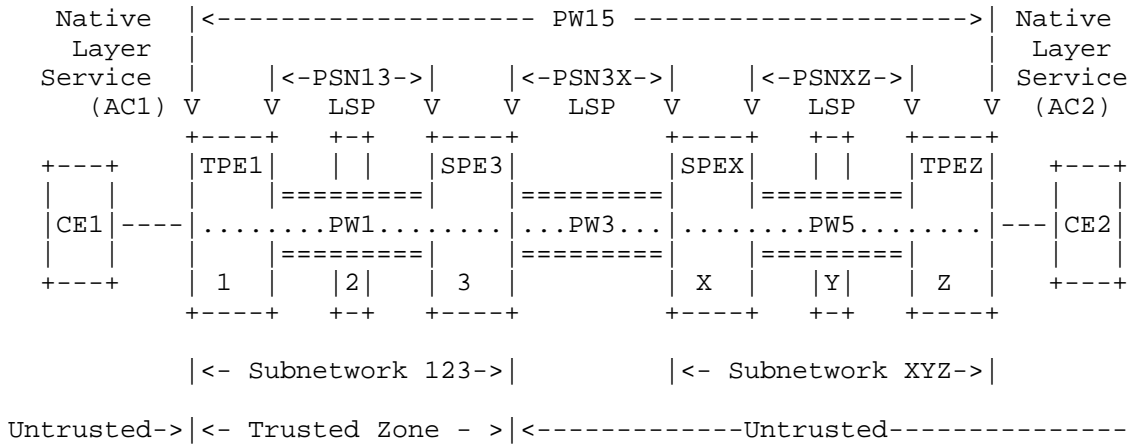 Native |<-------------------- PW15 --------------------->| Native
Layer | | Layer
Service | |<-PSN13->| |<-PSN3X->| |<-PSNXZ->| | Service
(AC1) V V LSP V V LSP V V LSP V V (AC2)
+----+ +-+ +----+ +----+ +-+ +----+
+---+ |TPE1| | | |SPE3| |SPEX| | | |TPEZ| +---+
| | | |=========| |=========| |=========| | | |
|CE1|----|........PW1........|...PW3...|........PW5........|---|CE2|
| | | |=========| |=========| |=========| | | |
+---+ | 1 | |2| | 3 | | X | |Y| | Z | +---+
+----+ +-+ +----+ +----+ +-+ +----+
|<- Subnetwork 123->| |<- Subnetwork XYZ->|
Untrusted->|<- Trusted Zone - >|<-------------Untrusted---------------